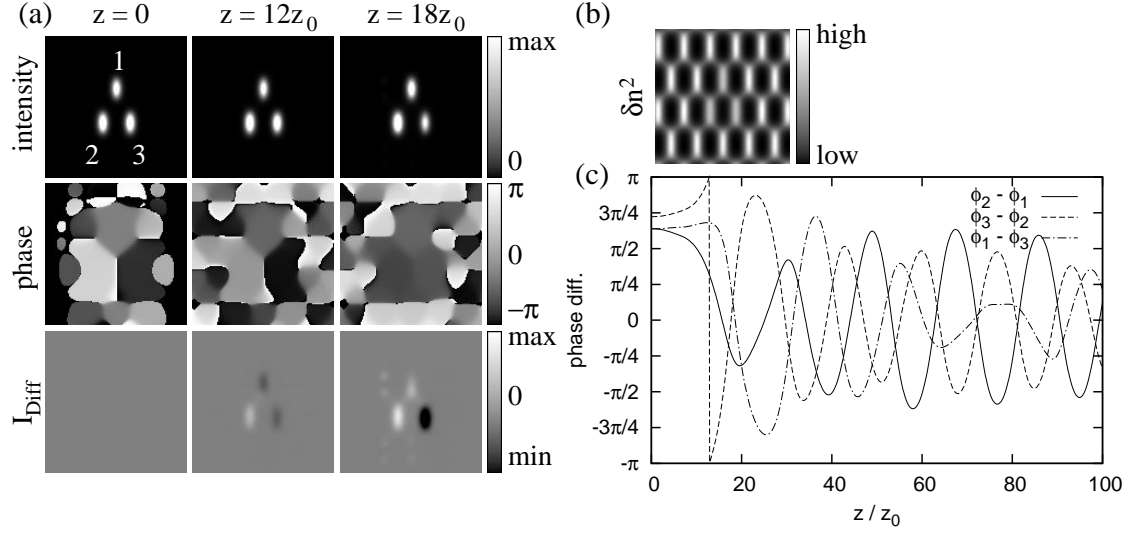 (a)
z = 0
z = 12z₀
z = 18z₀
intensity
1
2
3
max
0
phase
π
0
−π
I_Diff
max
0
min
(b)
δn²
high
low
(c)
phase diff.
π
3π/4
π/2
π/4
0
-π/4
-π/2
-3π/4
-π
ϕ₂ - ϕ₁
ϕ₃ - ϕ₂
ϕ₁ - ϕ₃
0
20
40
60
80
100
z / z₀